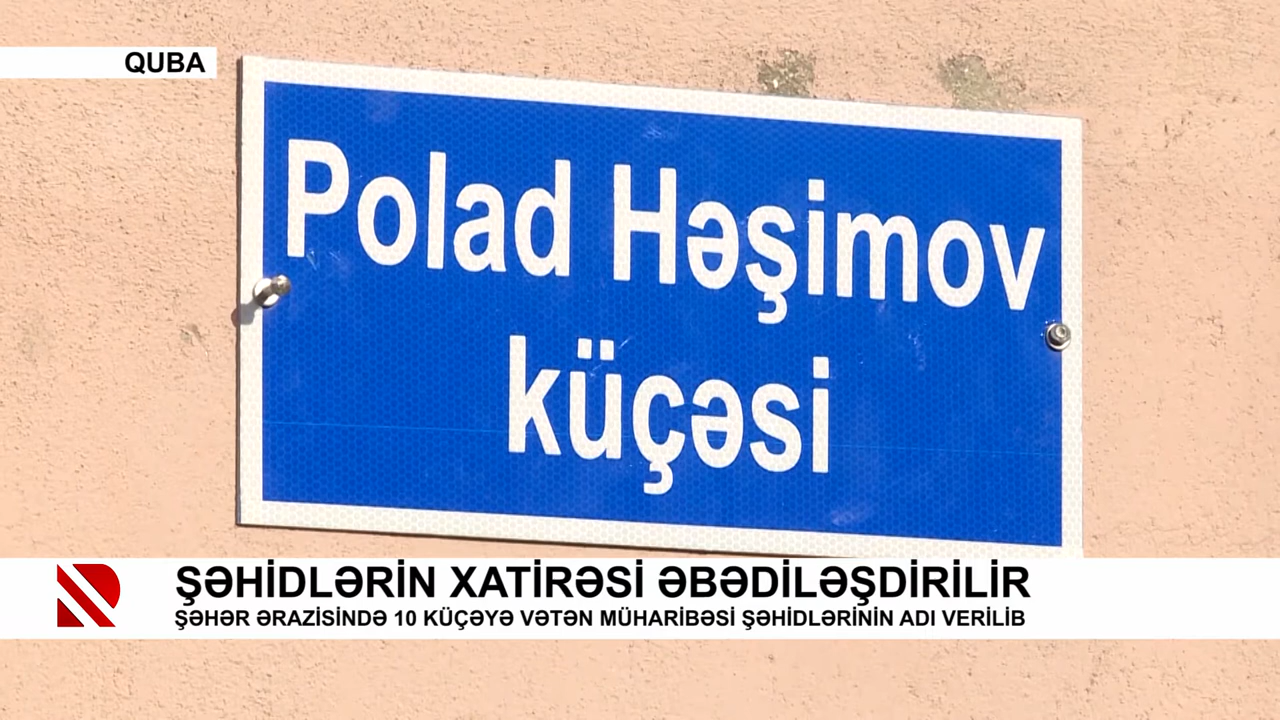 QUBA
Polad Həşimov
küçəsi
ŞƏHİDLƏRİN XATİRƏSİ ƏBƏDİLƏŞDİRİLİR
ŞƏHƏR ƏRAZİSİNDƏ 10 KÜÇƏYƏ VƏTƏN MÜHARİBƏSİ ŞƏHİDLƏRİNİN ADI VERİLİB